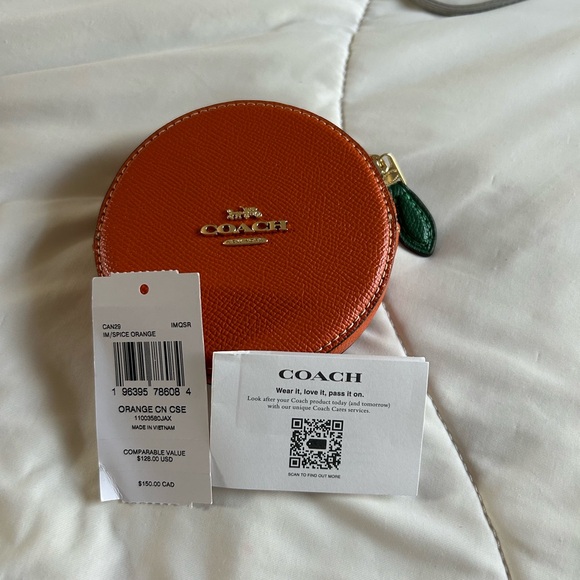 COACH
CAN29 IMQSR
IM/SPICE ORANGE
1 96395 78608 4
ORANGE CN CSE
11003580JAX
MADE IN VIETNAM
COMPARABLE VALUE
$128.00 USD
$150.00 CAD
COACH
Wear it, love it, pass it on.
Look after your Coach product today (and tomorrow)
with our unique Coach Cares services.
SCAN TO FIND OUT MORE